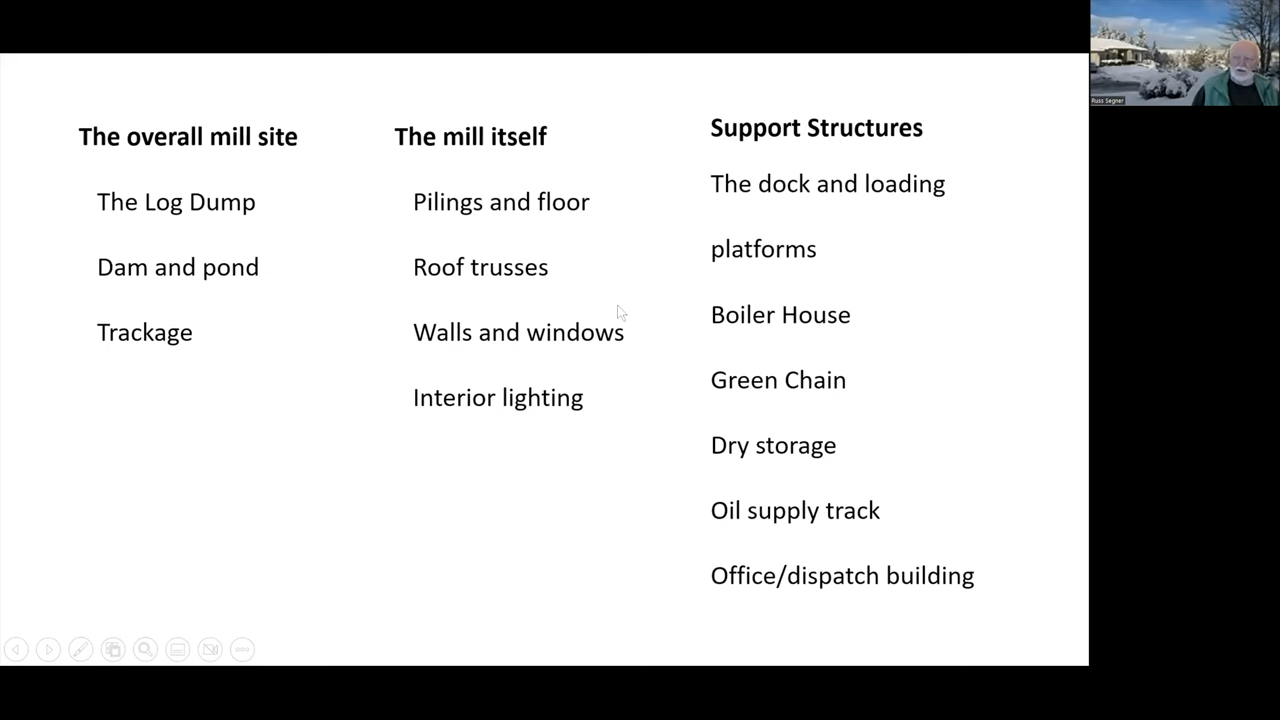 The overall mill site
The Log Dump
Dam and pond
Trackage
The mill itself
Pilings and floor
Roof trusses
Walls and windows
Interior lighting
Support Structures
The dock and loading
platforms
Boiler House
Green Chain
Dry storage
Oil supply track
Office/dispatch building
Russ Segner